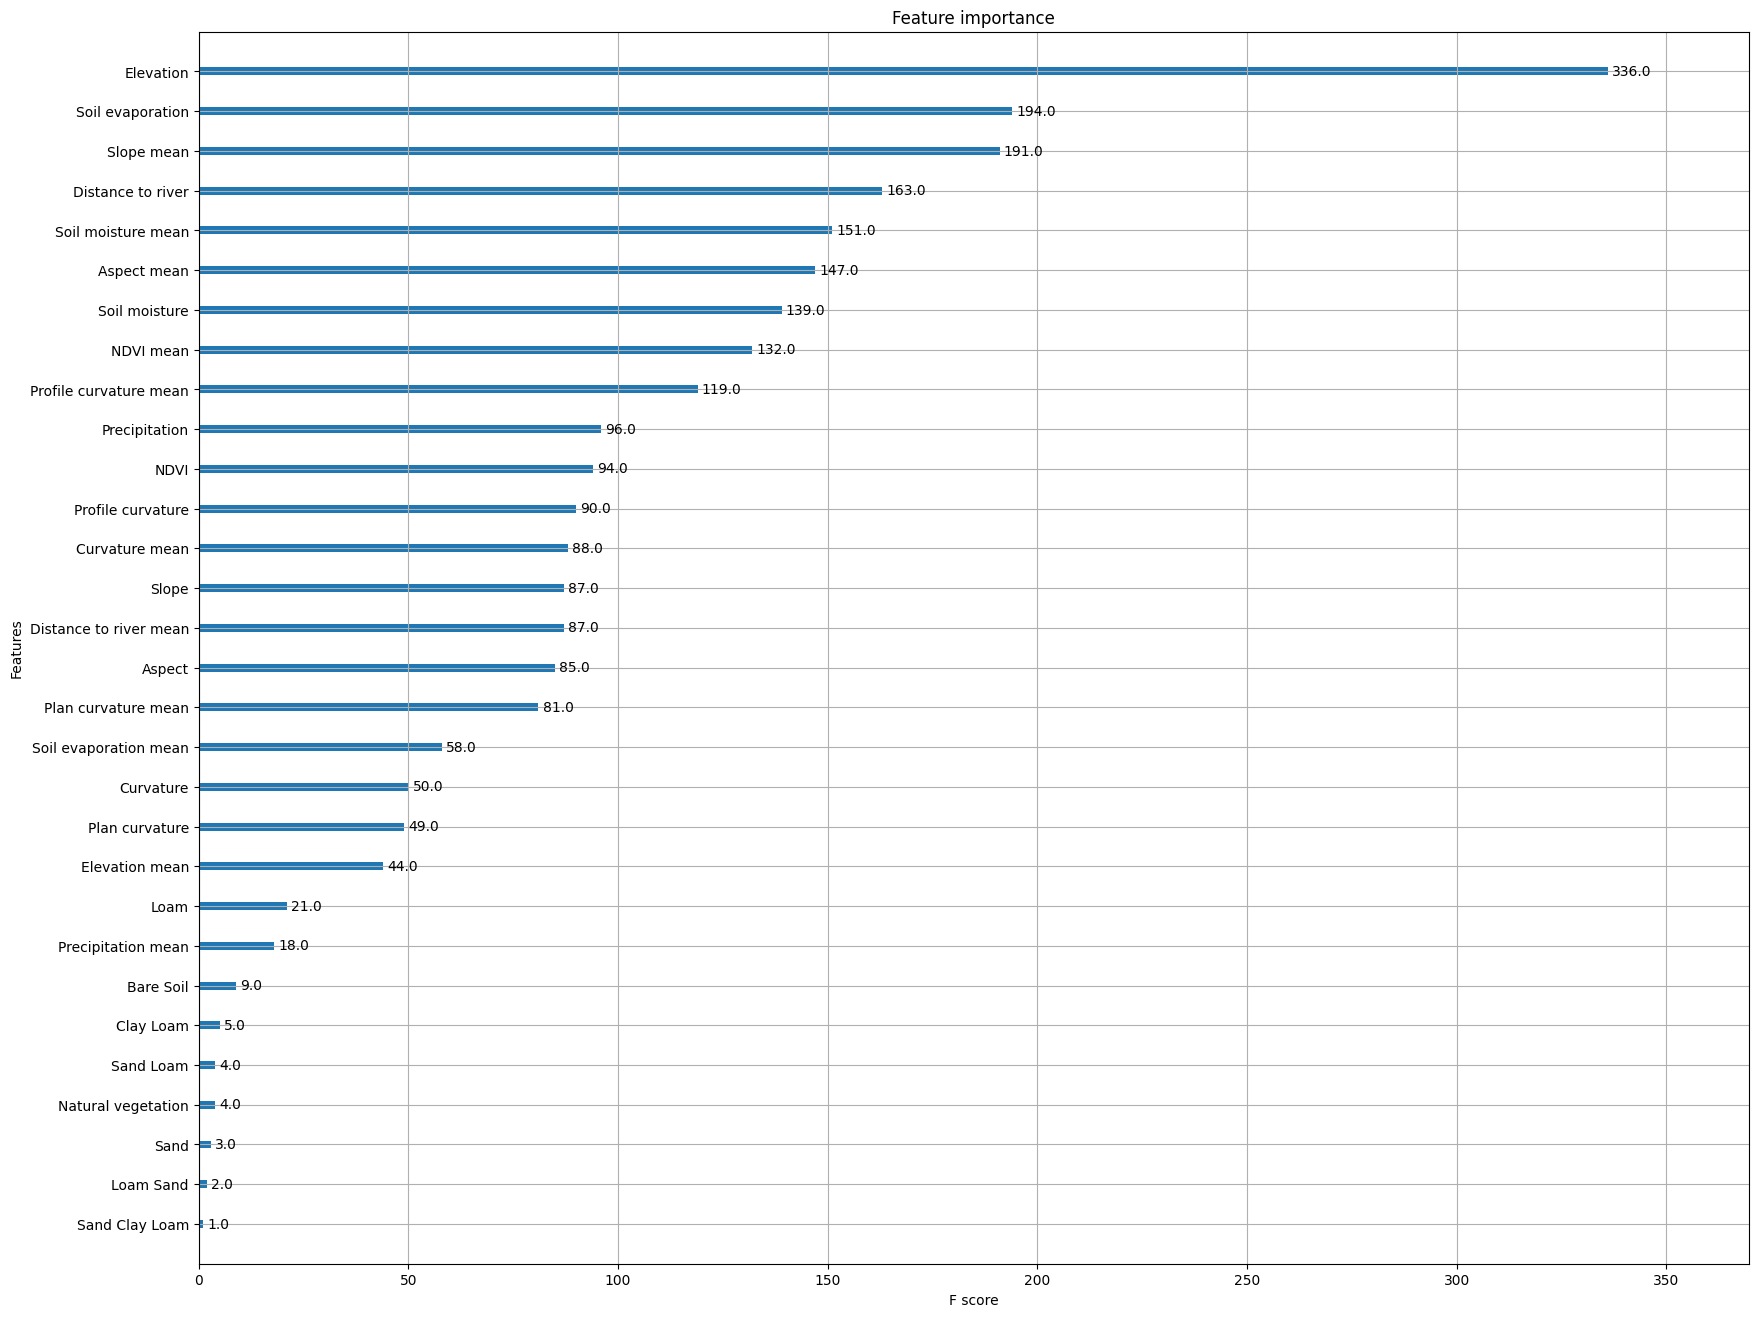 Feature importance
Elevation 336.0
Soil evaporation 194.0
Slope mean 191.0
Distance to river 163.0
Soil moisture mean 151.0
Aspect mean 147.0
Soil moisture 139.0
NDVI mean 132.0
Profile curvature mean 119.0
Precipitation 96.0
NDVI 94.0
Profile curvature 90.0
Curvature mean 88.0
Slope 87.0
Distance to river mean 87.0
Aspect 85.0
Plan curvature mean 81.0
Soil evaporation mean 58.0
Curvature 50.0
Plan curvature 49.0
Elevation mean 44.0
Loam 21.0
Precipitation mean 18.0
Bare Soil 9.0
Clay Loam 5.0
Sand Loam 4.0
Natural vegetation 4.0
Sand 3.0
Loam Sand 2.0
Sand Clay Loam 1.0
Features
0 50 100 150 200 250 300 350
F score